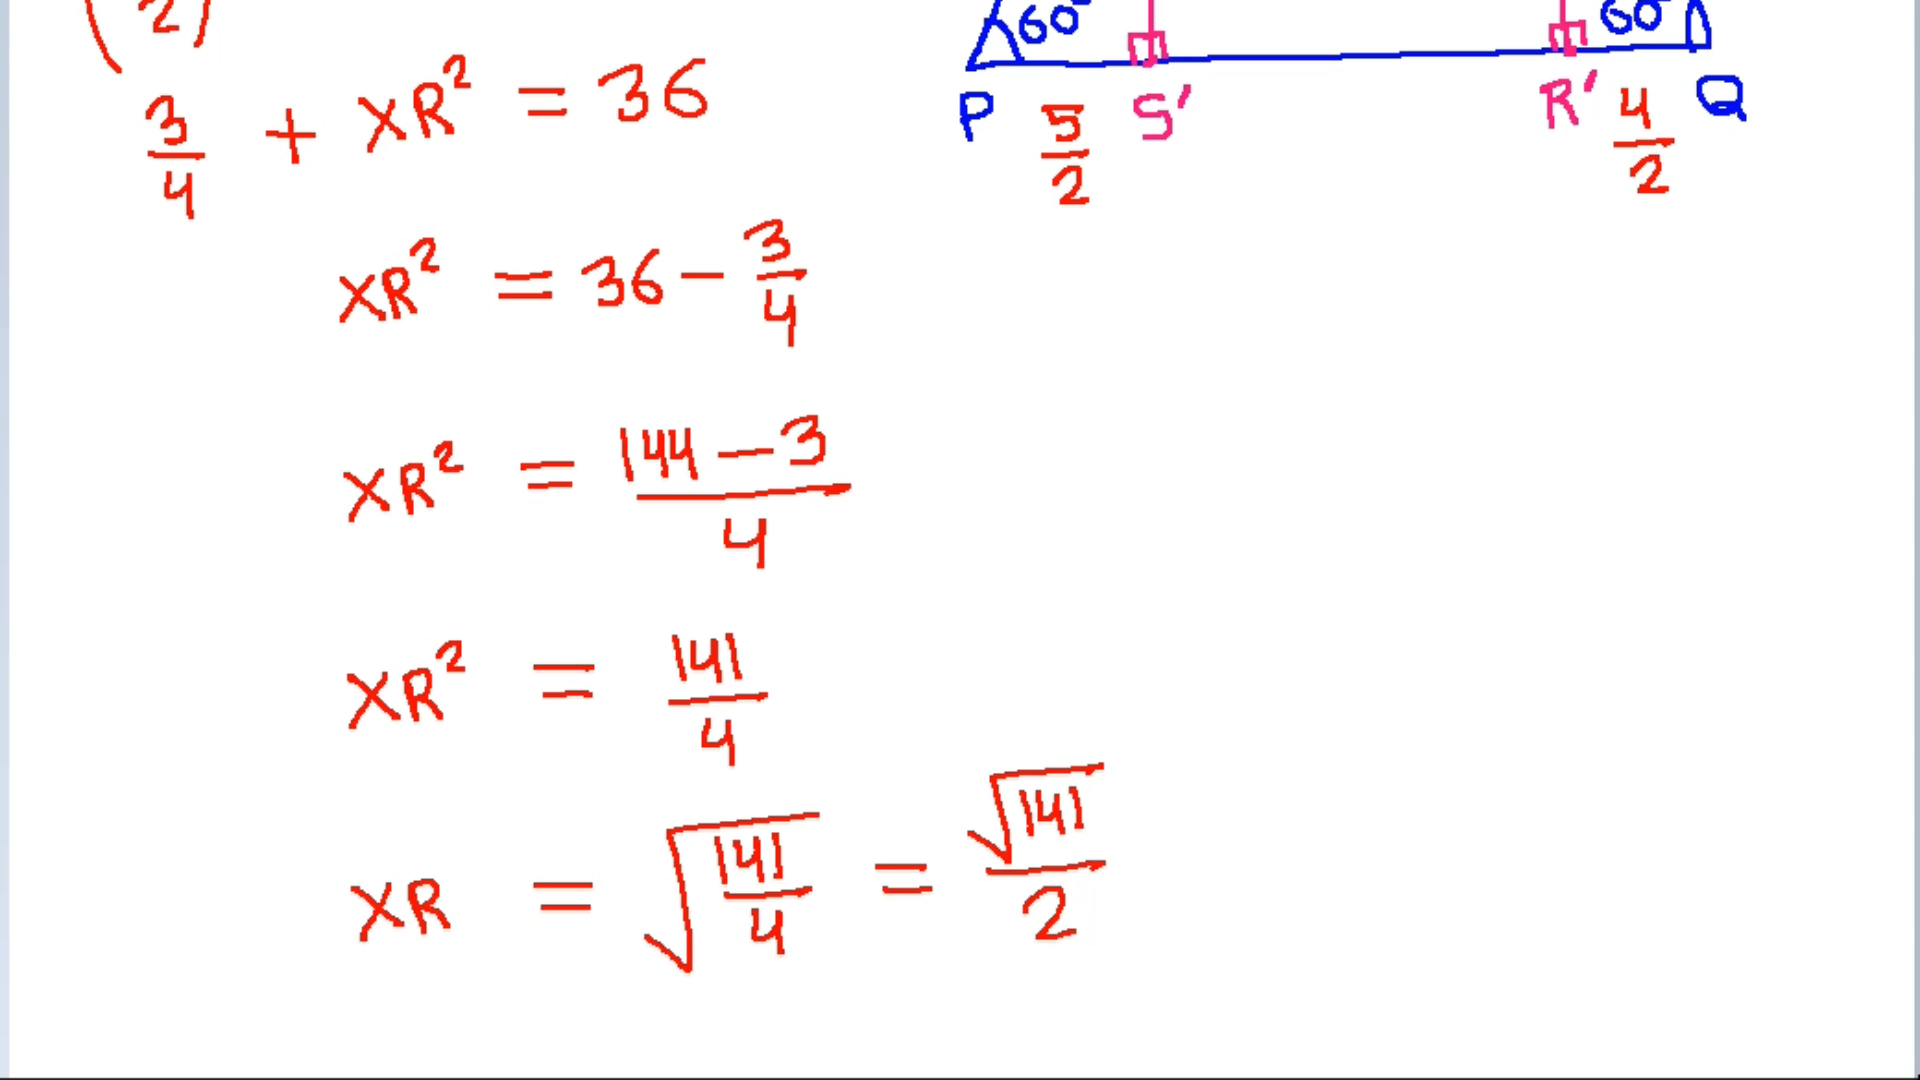 ( 2 )
3/4 + XR² = 36
XR² = 36 − 3/4
XR² = (144 − 3)/4
XR² = 141/4
XR = √(141/4) = √141/2
60° 60°
P 5/2 S' R' 4/2 Q